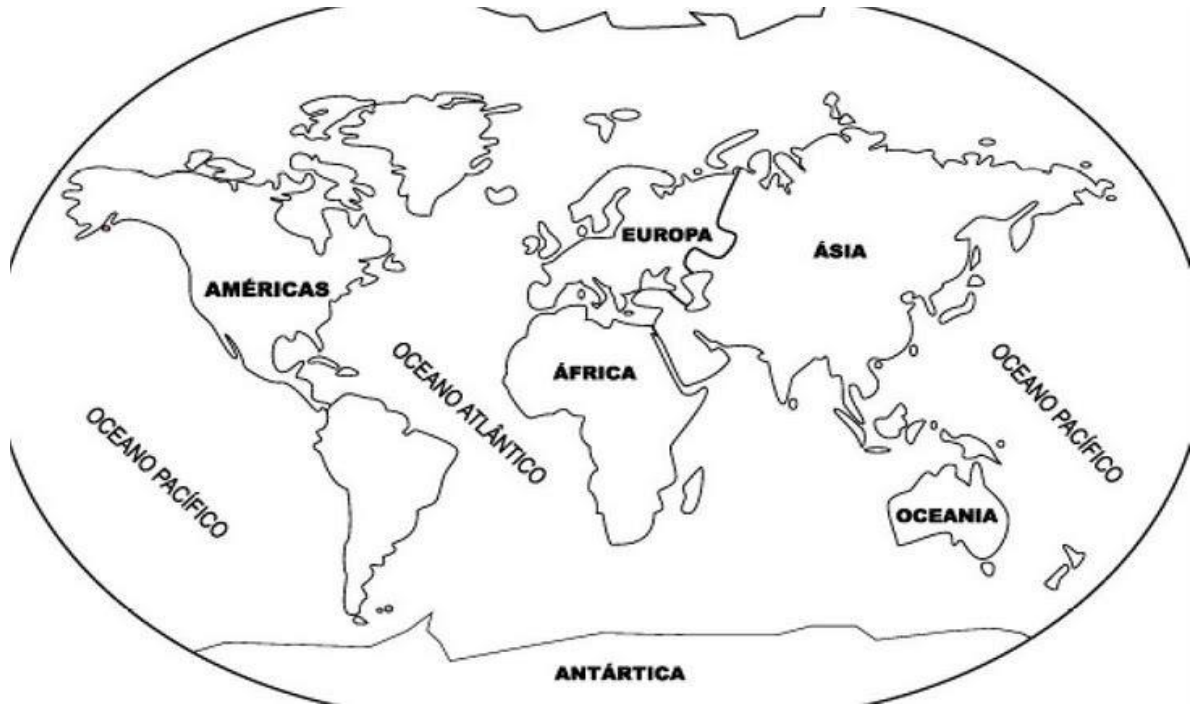 EUROPA
ÁSIA
AMÉRICAS
OCEANO ATLÂNTICO
ÁFRICA
OCEANO PACÍFICO
OCEANO PACÍFICO
OCEANIA
ANTÁRTICA